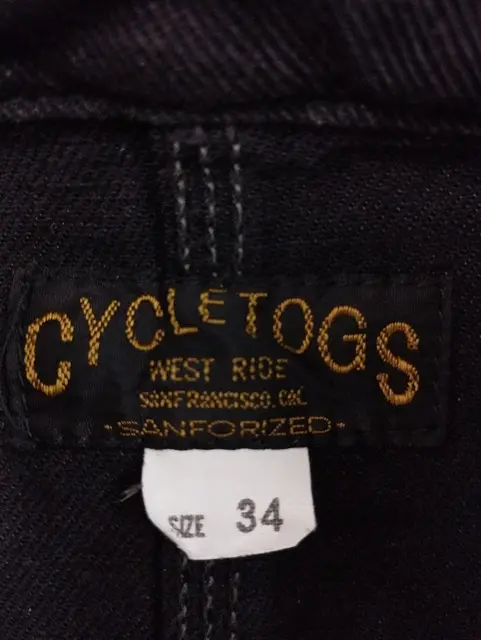 CYCLETOGS
WEST RIDE
SANFRANCISCO.CAL
·SANFORIZED·
SIZE 34